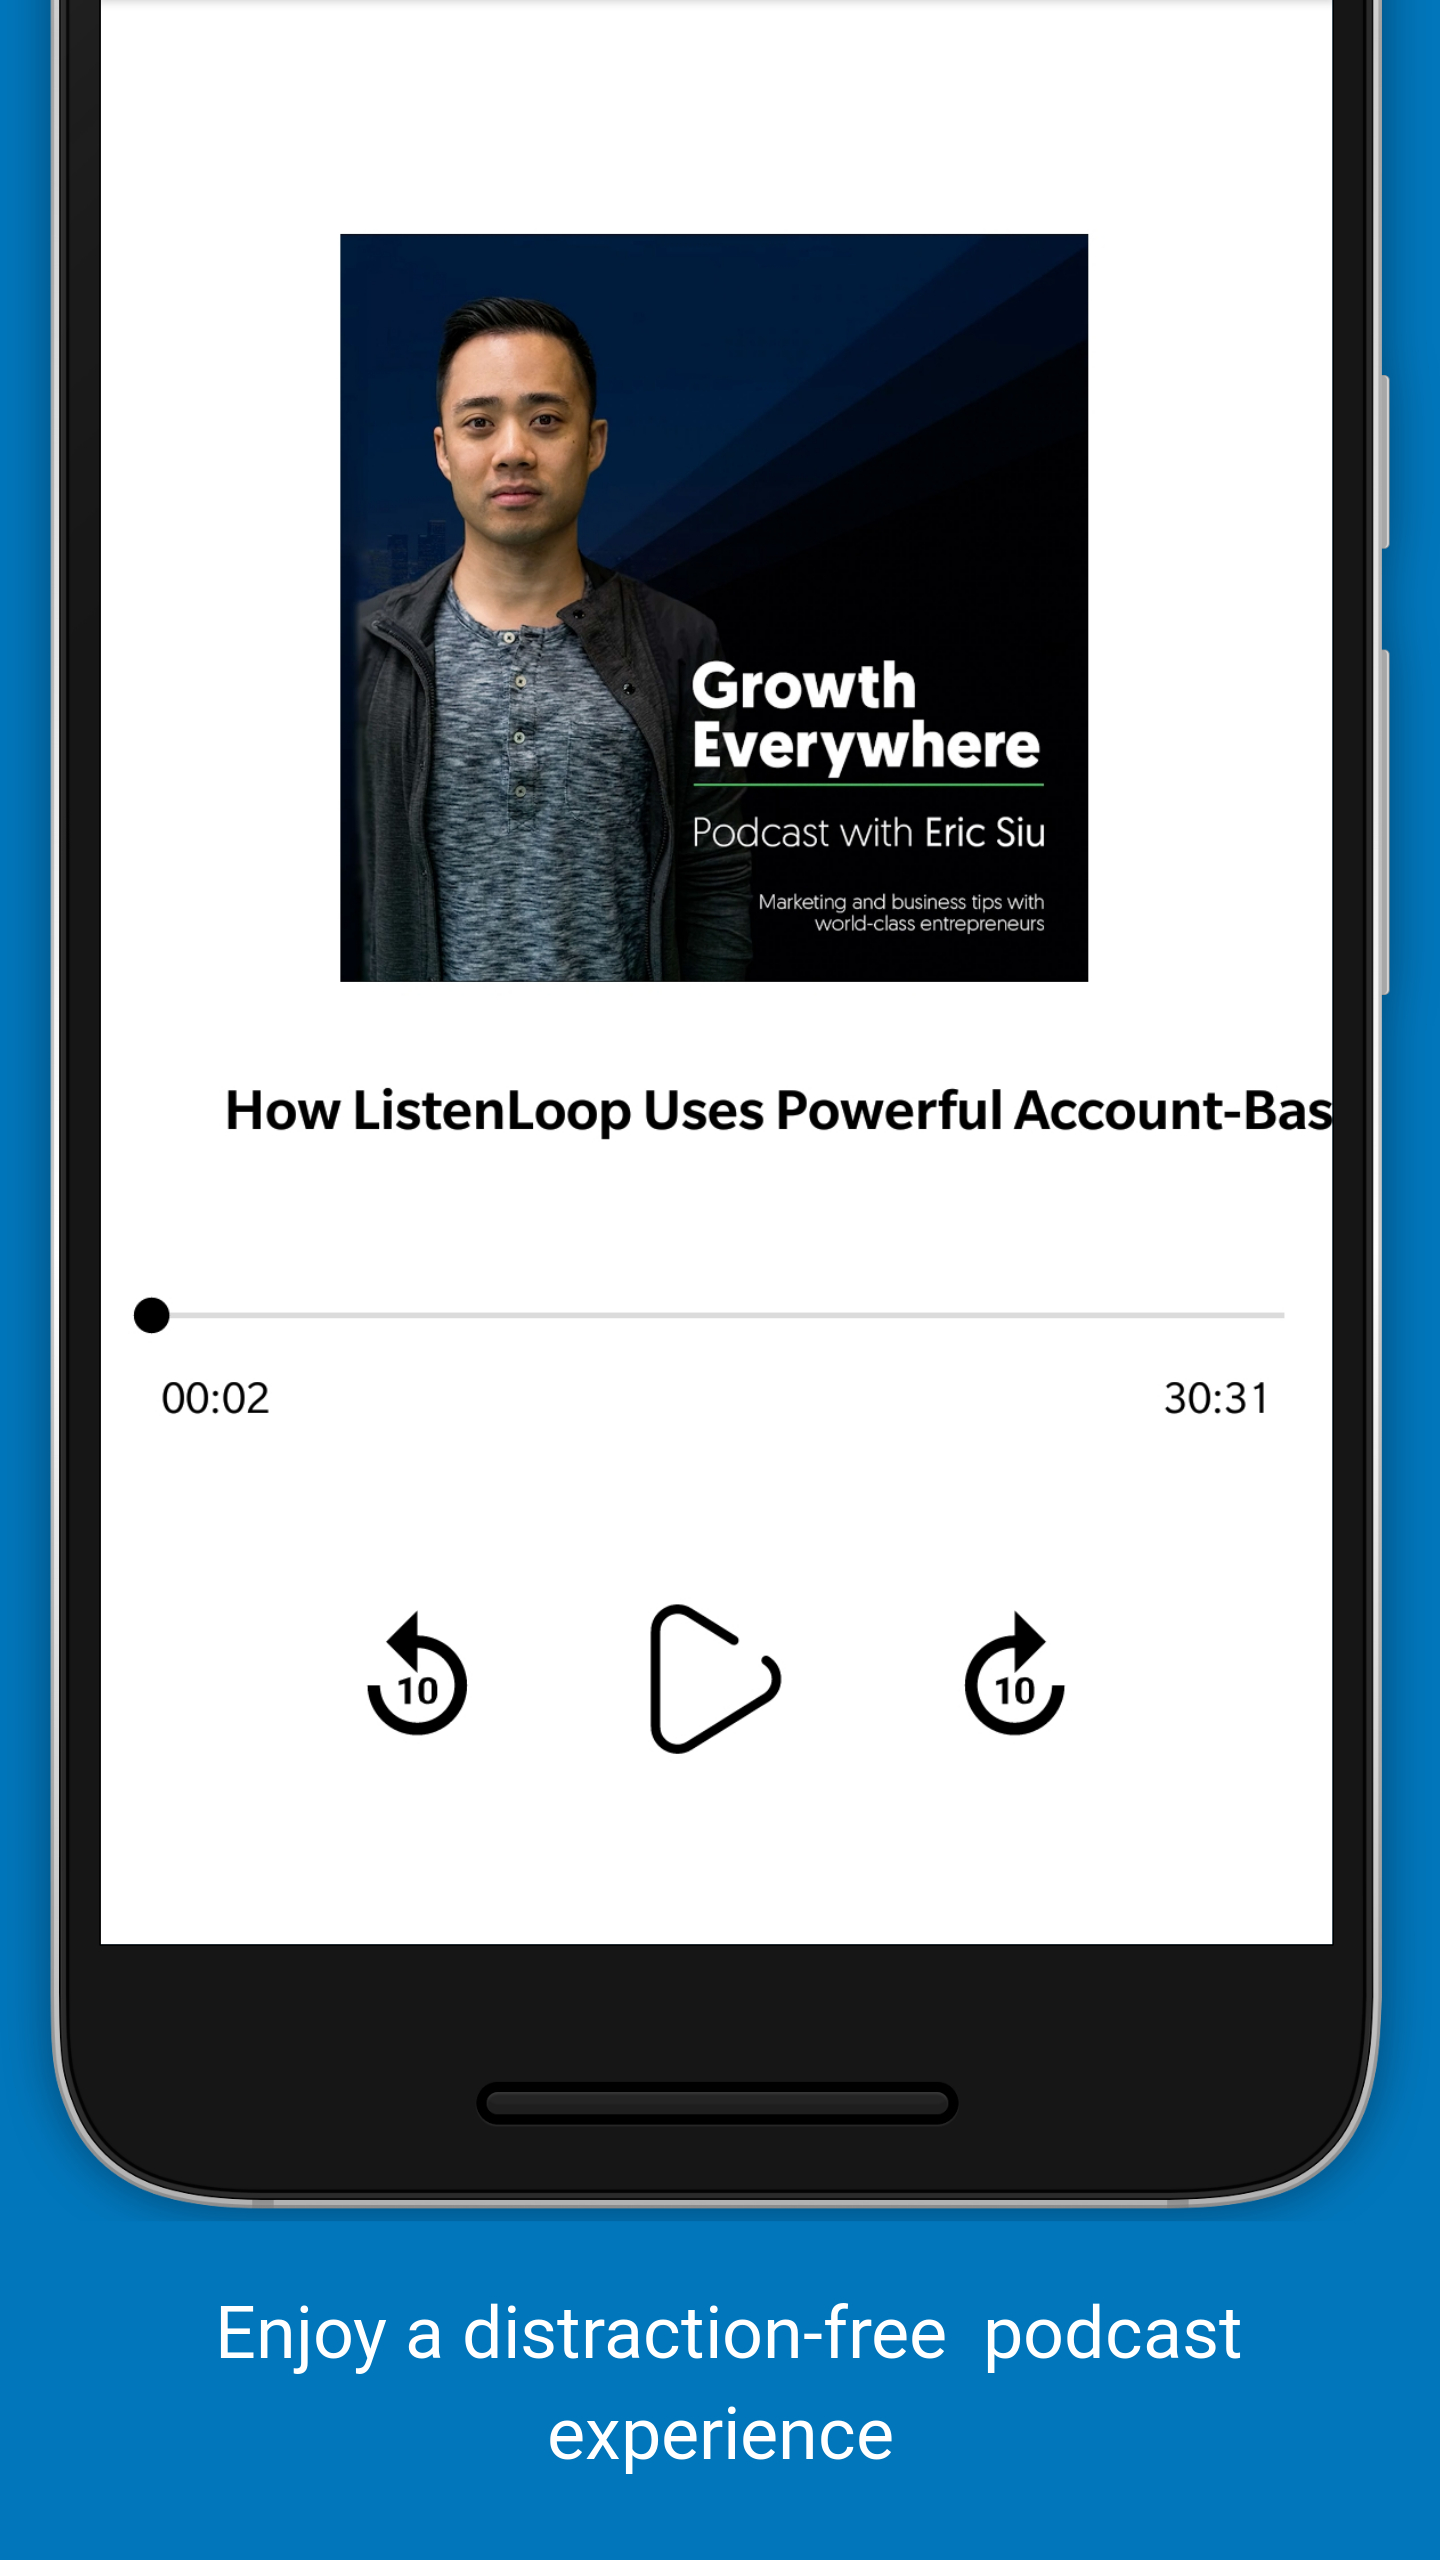 Growth
Everywhere
Podcast with Eric Siu
Marketing and business tips with
world-class entrepreneurs
How ListenLoop Uses Powerful Account-Bas
00:02
30:31
10
10
Enjoy a distraction-free  podcast
experience